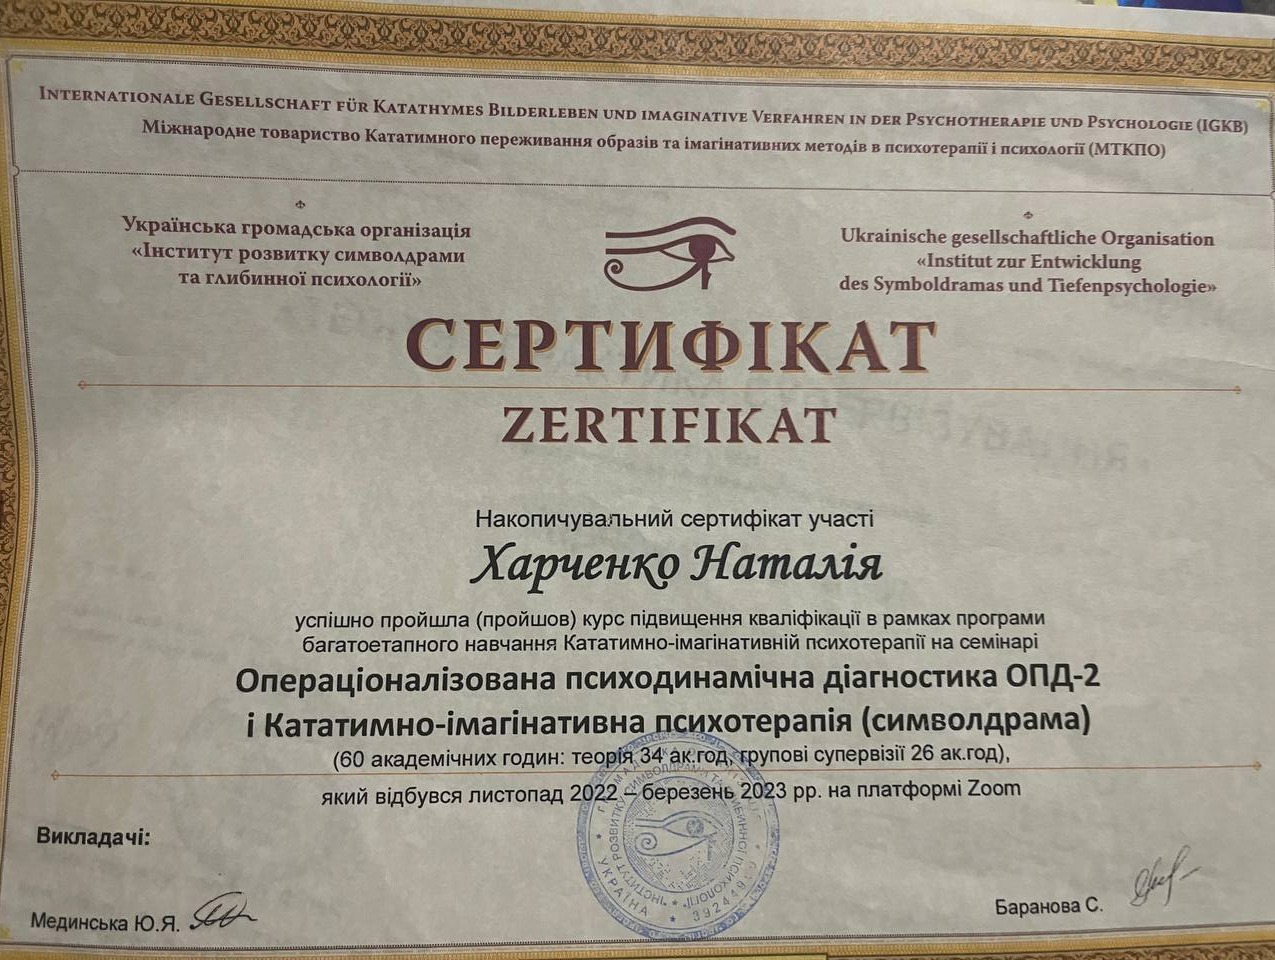 Internationale Gesellschaft für Katathymes Bilderleben und imaginative Verfahren in der Psychotherapie und Psychologie (IGKB)
Міжнародне товариство Кататимного переживання образів та імагінативних методів в психотерапії і психології (МТКПО)
Українська громадська організація
«Інститут розвитку символдрами
та глибинної психології»
Ukrainische gesellschaftliche Organisation
«Institut zur Entwicklung
des Symboldramas und Tiefenpsychologie»
СЕРТИФІКАТ
ZERTIFIKAT
Накопичувальний сертифікат участі
Харченко Наталія
успішно пройшла (пройшов) курс підвищення кваліфікації в рамках програми
багатоетапного навчання Кататимно-імагінативній психотерапії на семінарі
Операціоналізована психодинамічна діагностика ОПД-2
і Кататимно-імагінативна психотерапія (символдрама)
(60 академічних годин: теорія 34 ак.год, групові супервізії 26 ак.год),
який відбувся листопад 2022 – березень 2023 рр. на платформі Zoom
Викладачі:
Мединська Ю.Я.
Баранова С.
УКРАЇНА